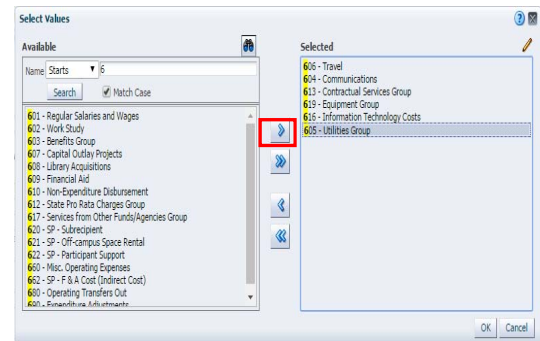 Select Values
Available
Name Starts 6
Search Match Case
601 - Regular Salaries and Wages
602 - Work Study
603 - Benefits Group
607 - Capital Outlay Projects
608 - Library Acquisitions
609 - Financial Aid
610 - Non-Expenditure Disbursement
612 - State Pro Rata Charges Group
617 - Services from Other Funds/Agencies Group
620 - SP - Subrecipient
621 - SP - Off-campus Space Rental
622 - SP - Participant Support
660 - Misc. Operating Expenses
662 - SP - F & A Cost (Indirect Cost)
680 - Operating Transfers Out
690 - Expenditure Adjustments
Selected
606 - Travel
604 - Communications
613 - Contractual Services Group
619 - Equipment Group
616 - Information Technology Costs
605 - Utilities Group
OK Cancel